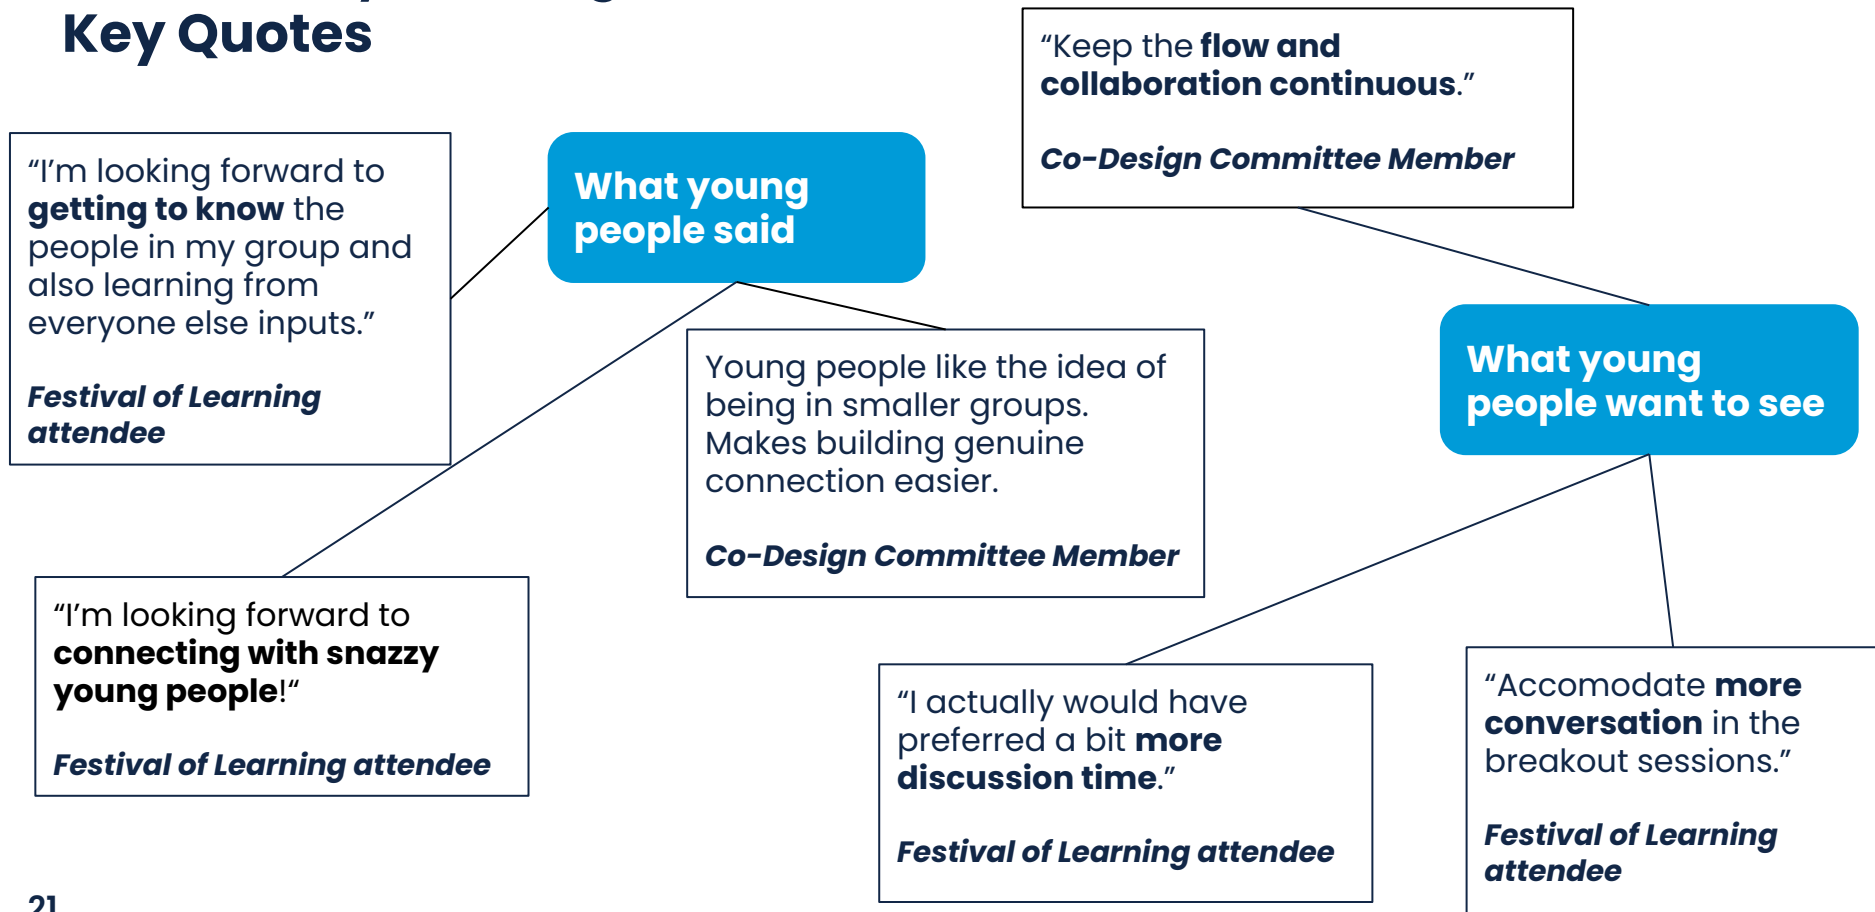 Key Quotes
“I’m looking forward to
getting to know the
people in my group and
also learning from
everyone else inputs.”
Festival of Learning
attendee
What young
people said
“Keep the flow and
collaboration continuous.”
Co-Design Committee Member
Young people like the idea of
being in smaller groups.
Makes building genuine
connection easier.
Co-Design Committee Member
“I’m looking forward to
connecting with snazzy
young people!“
Festival of Learning attendee
What young
people want to see
“I actually would have
preferred a bit more
discussion time.”
Festival of Learning attendee
“Accomodate more
conversation in the
breakout sessions.”
Festival of Learning
attendee
21